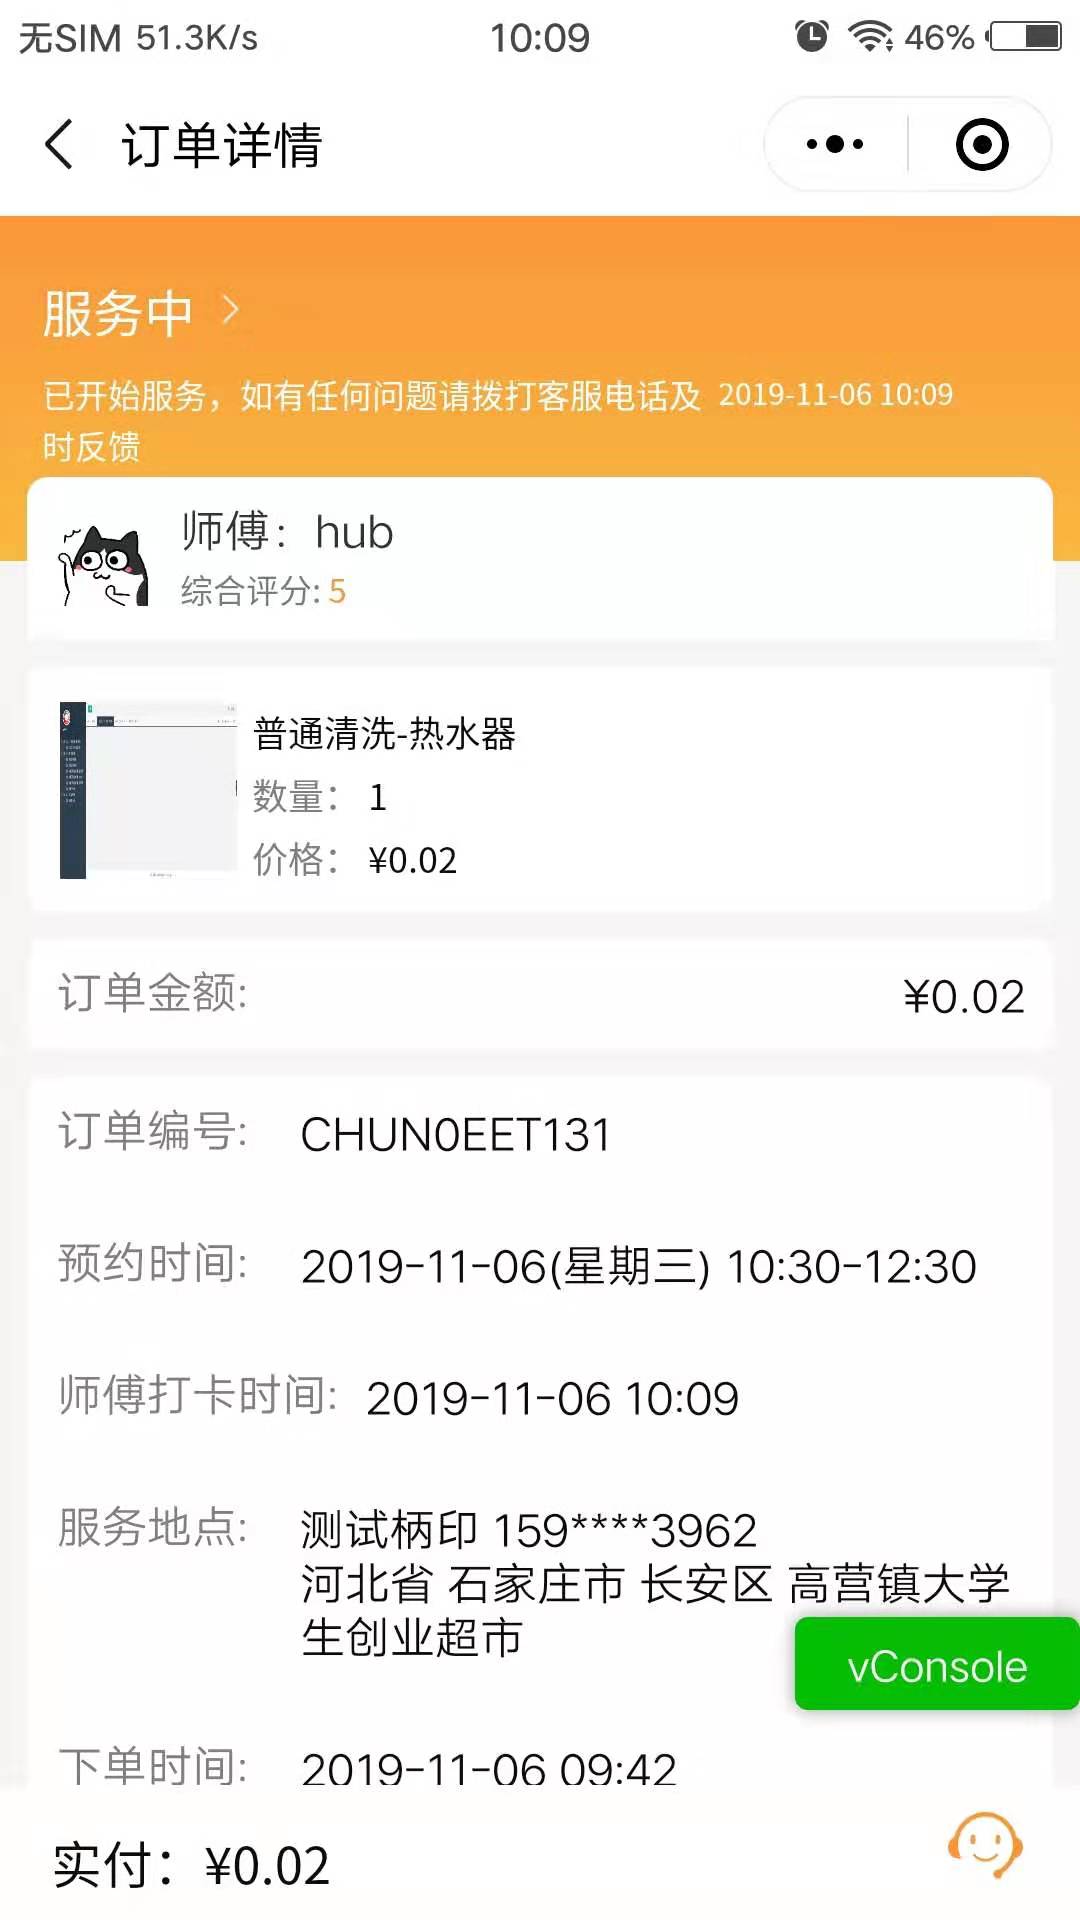 无SIM 51.3K/s 10:09 46%
订单详情
服务中
已开始服务，如有任何问题请拨打客服电话及 2019-11-06 10:09
时反馈
师傅：hub
综合评分: 5
普通清洗-热水器
数量： 1
价格： ¥0.02
订单金额: ¥0.02
订单编号: CHUN0EET131
预约时间: 2019-11-06(星期三) 10:30-12:30
师傅打卡时间: 2019-11-06 10:09
服务地点: 测试柄印 159****3962
河北省 石家庄市 长安区 高营镇大学
生创业超市
vConsole
下单时间: 2019-11-06 09:42
实付：¥0.02